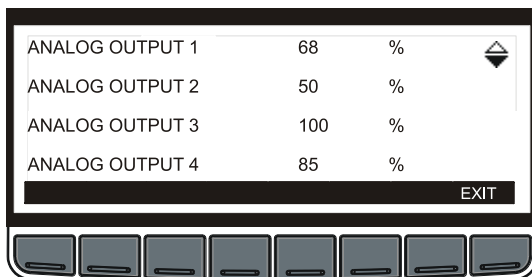 ANALOG OUTPUT 1 68 %
ANALOG OUTPUT 2 50 %
ANALOG OUTPUT 3 100 %
ANALOG OUTPUT 4 85 %
EXIT